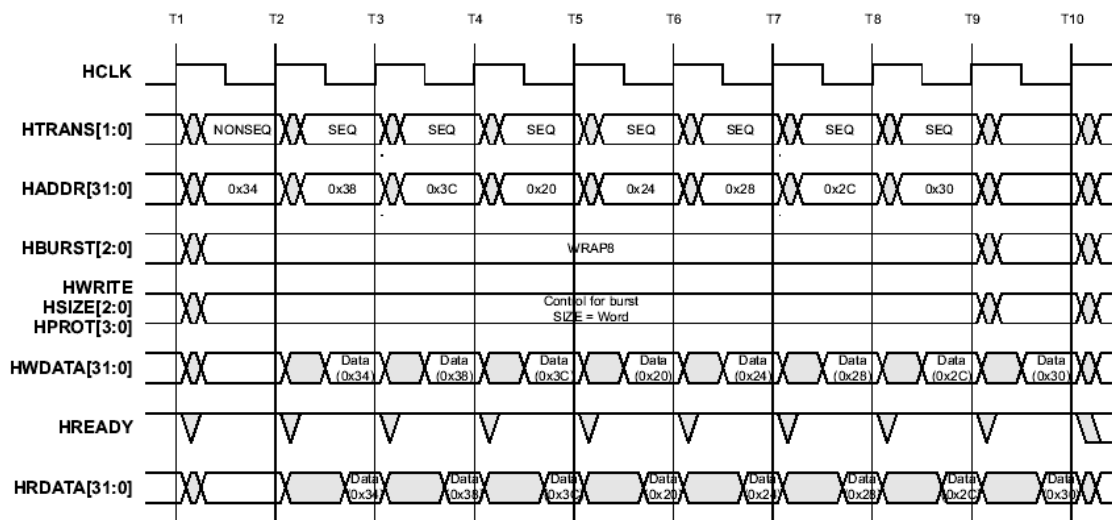 T1 T2 T3 T4 T5 T6 T7 T8 T9 T10
HCLK
HTRANS[1:0] NONSEQ SEQ SEQ SEQ SEQ SEQ SEQ SEQ
HADDR[31:0] 0x34 0x38 0x3C 0x20 0x24 0x28 0x2C 0x30
HBURST[2:0] WRAP8
HWRITE
HSIZE[2:0] Control for burst
SIZE = Word
HPROT[3:0]
HWDATA[31:0] Data Data Data Data Data Data Data Data
(0x34) (0x38) (0x3C) (0x20) (0x24) (0x28) (0x2C) (0x30)
HREADY
HRDATA[31:0] Data Data Data Data Data Data Data Data
(0x34) (0x38) (0x3C) (0x20) (0x24) (0x28) (0x2C) (0x30)